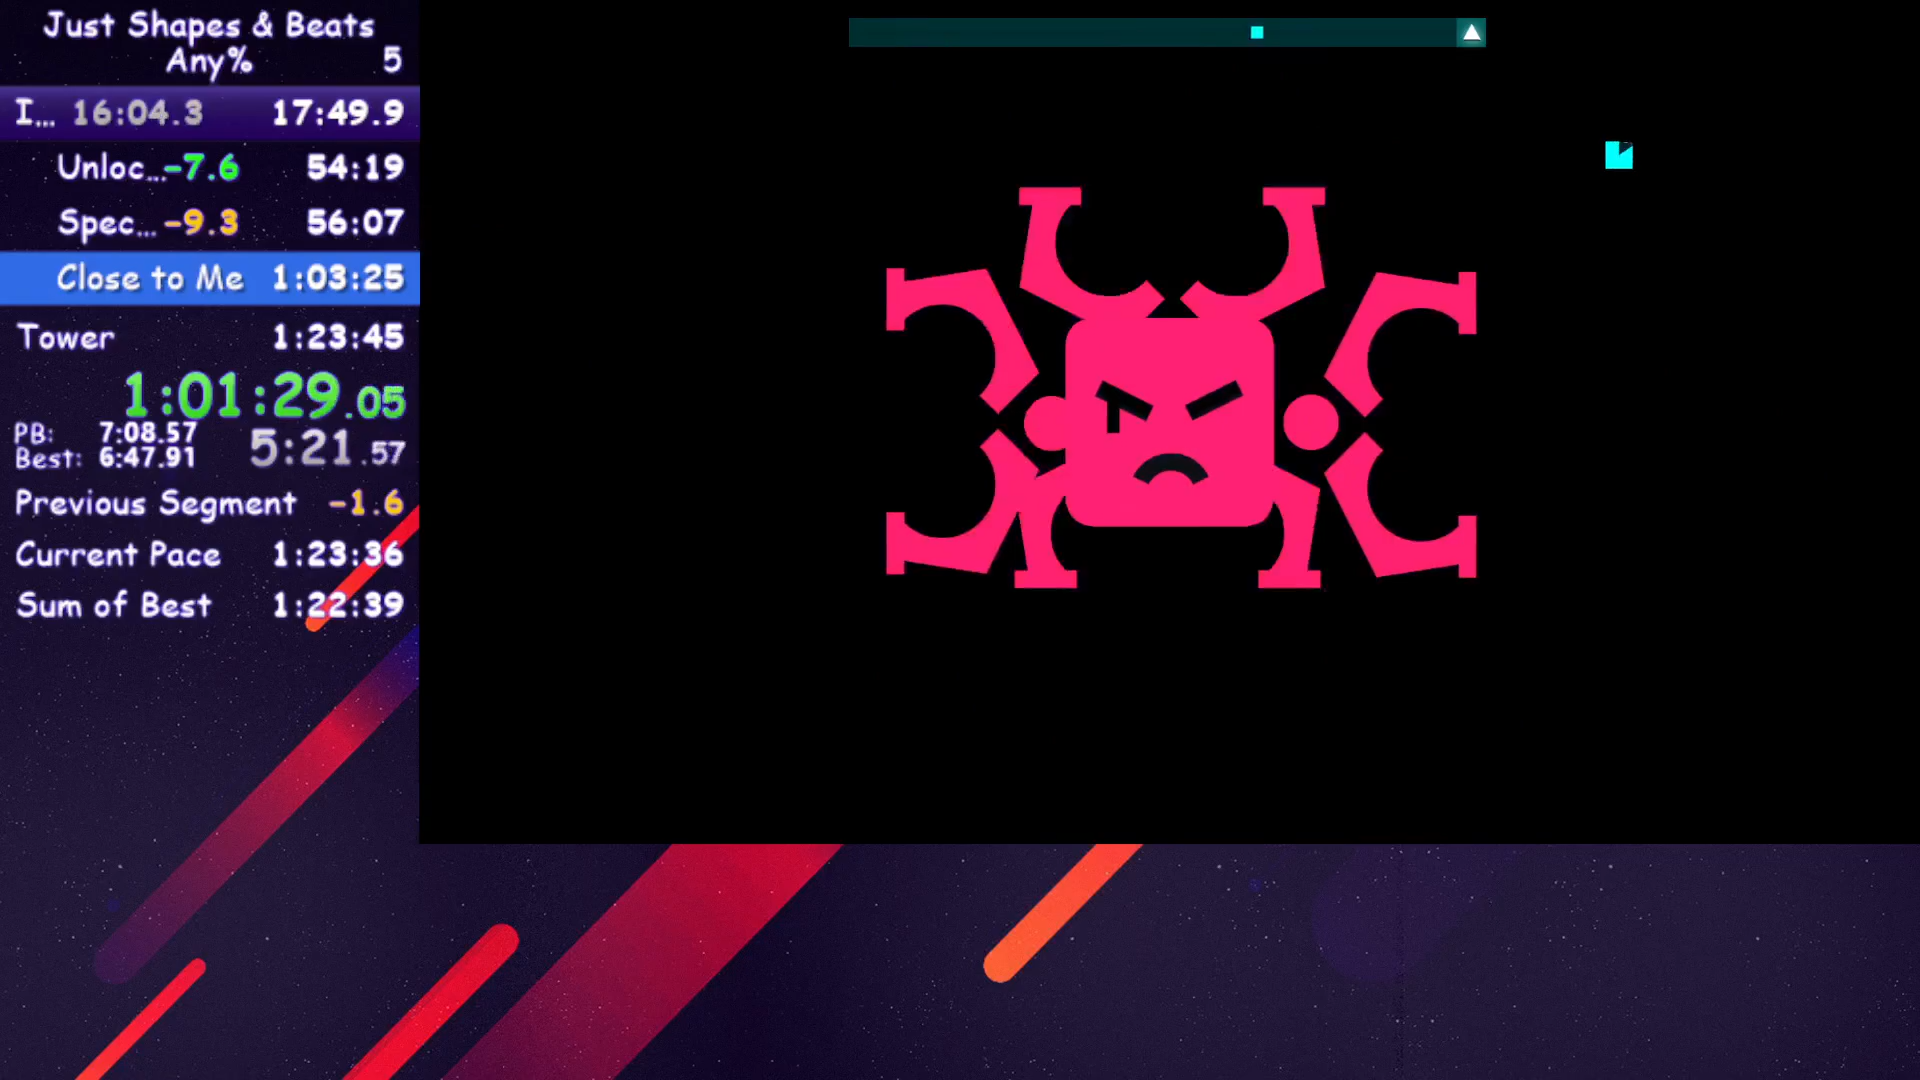 Just Shapes & Beats
Any% 5
I... 16:04.3 17:49.9
Unloc...-7.6 54:19
Spec... -9.3 56:07
Close to Me 1:03:25
Tower 1:23:45
1:01:29.05
PB: 7:08.57 5:21.57
Best: 6:47.91
Previous Segment -1.6
Current Pace 1:23:36
Sum of Best 1:22:39